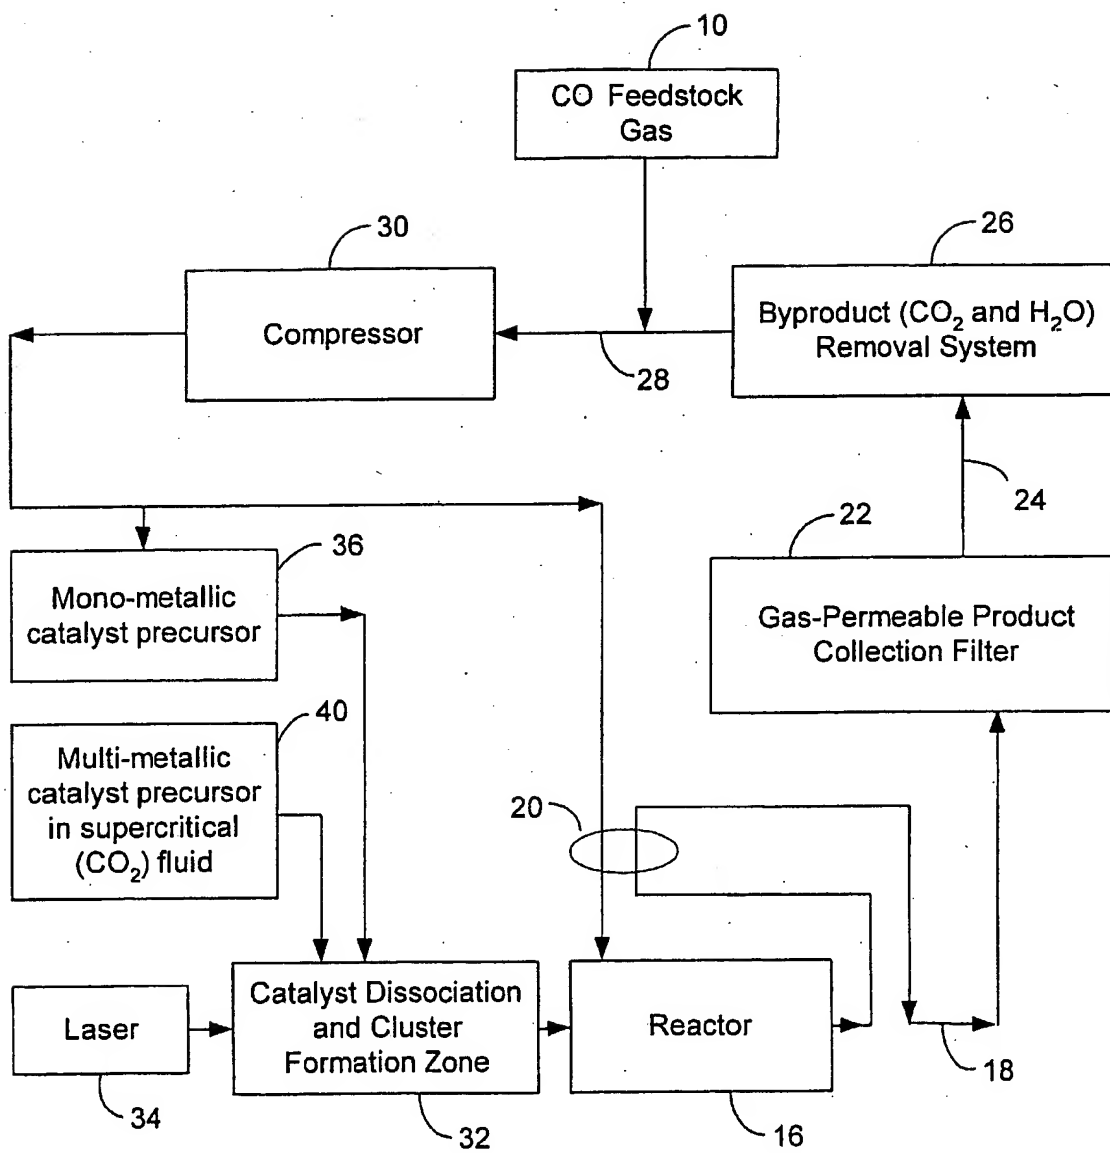 10
CO Feedstock
Gas
30
26
Compressor
Byproduct (CO₂ and H₂O)
Removal System
28
24
22
36
Mono-metallic
catalyst precursor
Gas-Permeable Product
Collection Filter
40
Multi-metallic
catalyst precursor
in supercritical
(CO₂) fluid
20
Laser
Catalyst Dissociation
and Cluster
Formation Zone
Reactor
18
34
32
16